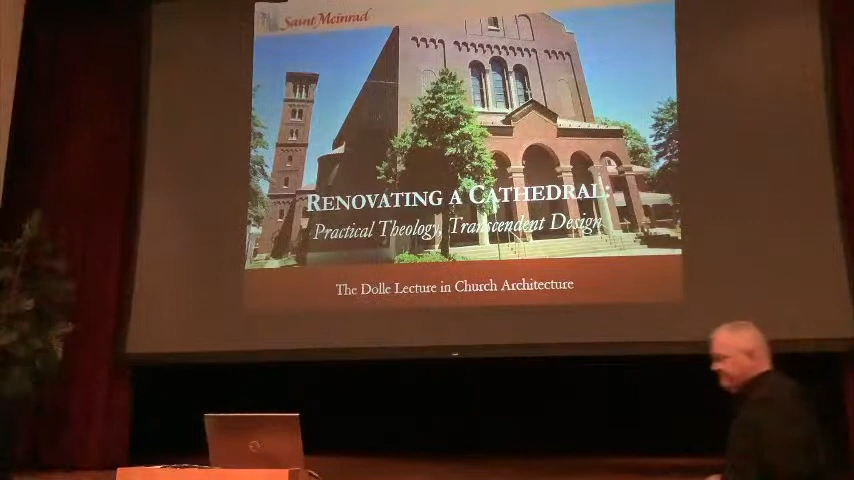 Saint Meinrad
RENOVATING A CATHEDRAL:
Practical Theology, Transcendent Design
The Dolle Lecture in Church Architecture